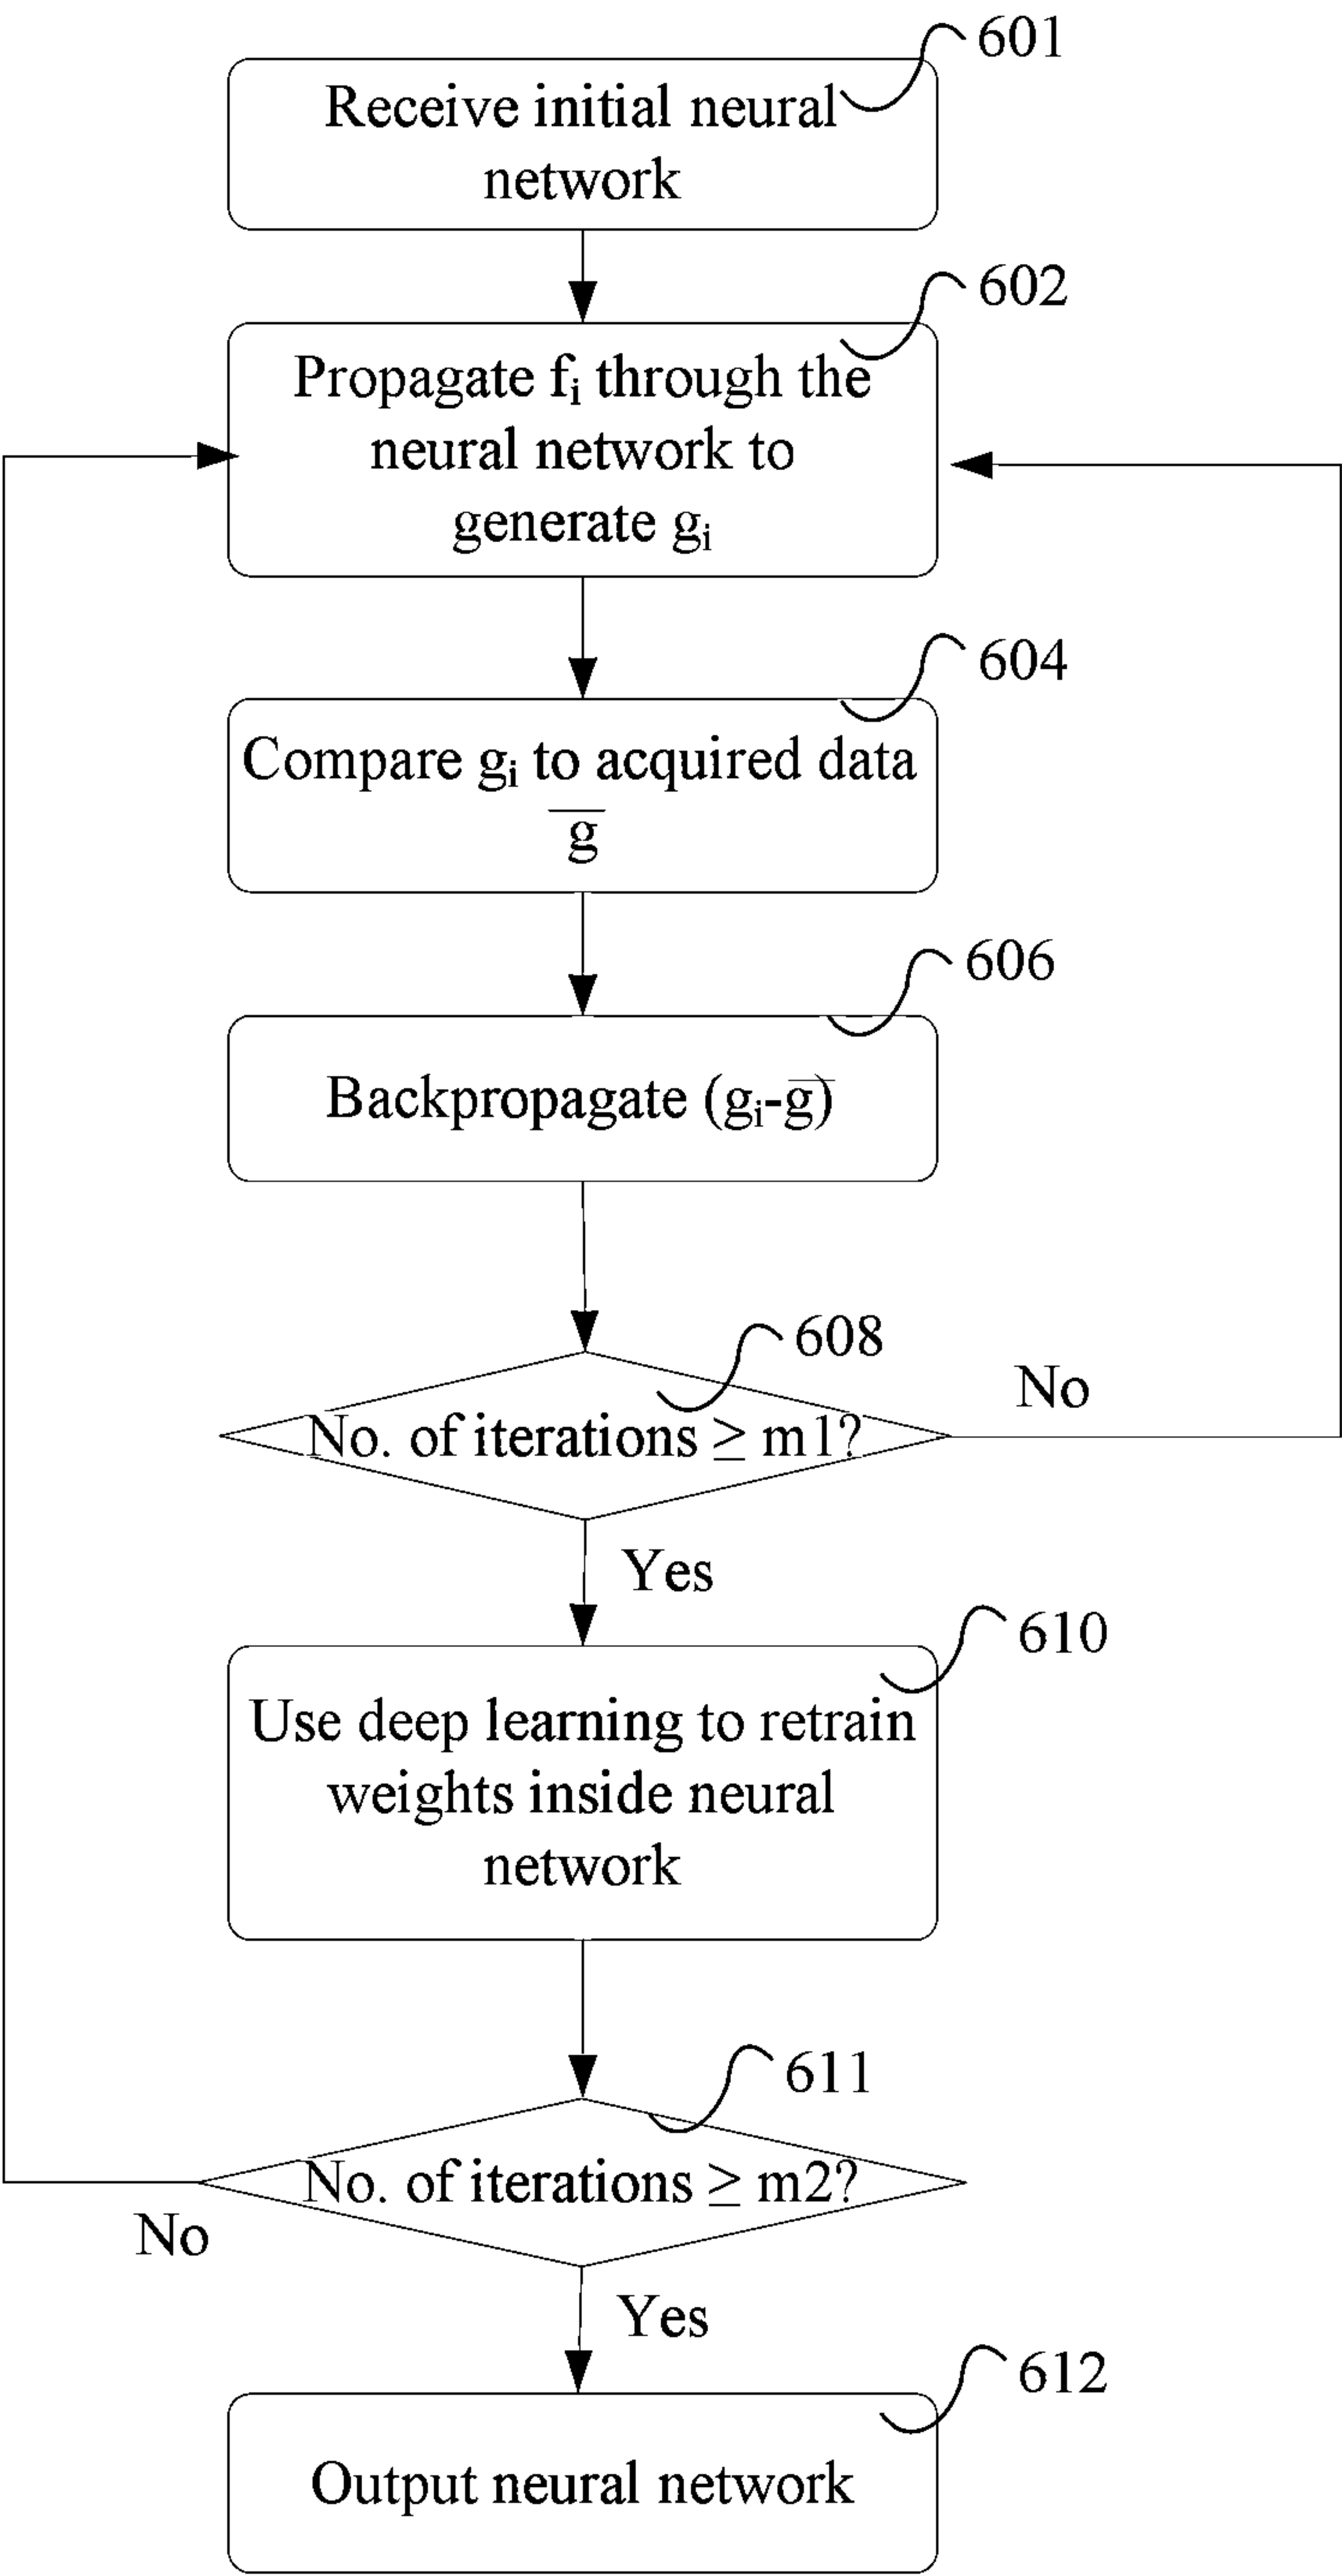 601
Receive initial neural
network
602
Propagate fᵢ through the
neural network to
generate gᵢ
604
Compare gᵢ to acquired data
g̅
606
Backpropagate (gᵢ-g̅)
608
No. of iterations ≥ m1?
No
Yes
610
Use deep learning to retrain
weights inside neural
network
611
No. of iterations ≥ m2?
No
Yes
612
Output neural network